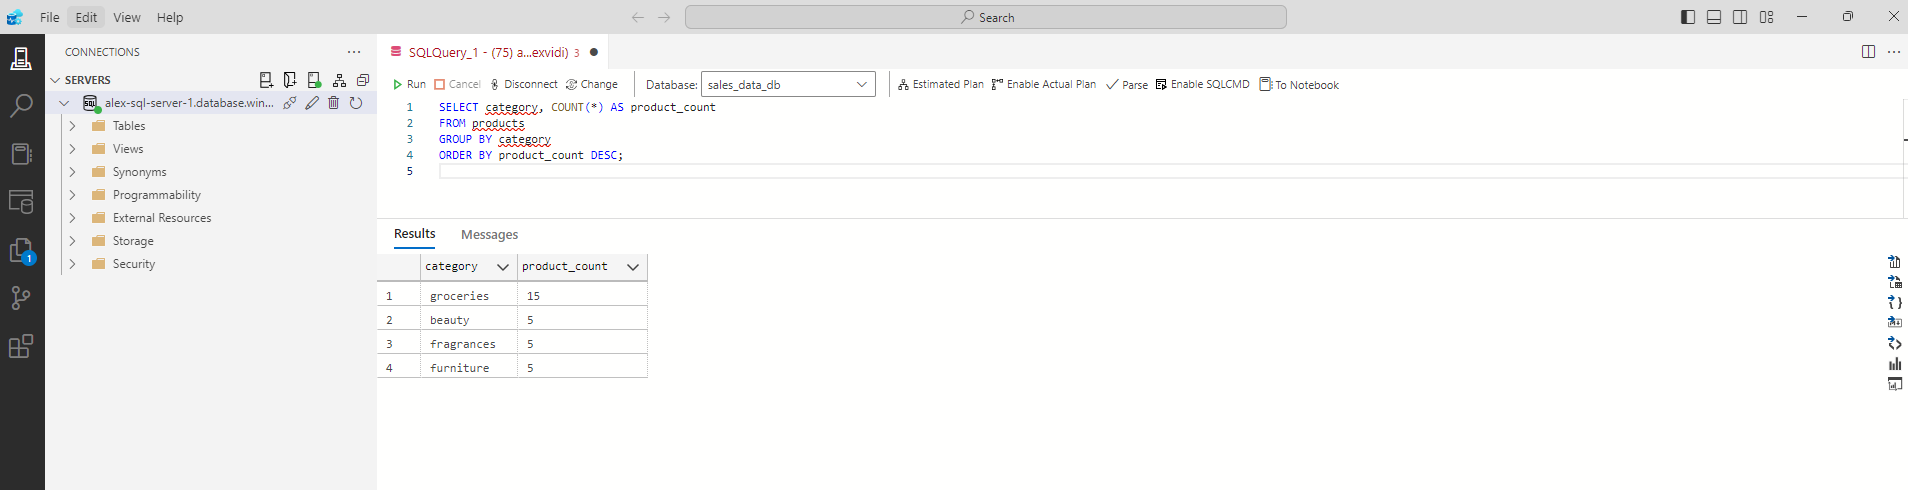 File Edit View Help Search
CONNECTIONS
SERVERS
alex-sql-server-1.database.win...
Tables
Views
Synonyms
Programmability
External Resources
Storage
Security
1
SQLQuery_1 - (75) a...exvidi) 3
Run Cancel Disconnect Change Database: sales_data_db Estimated Plan Enable Actual Plan Parse Enable SQLCMD To Notebook
1 SELECT category, COUNT(*) AS product_count
2 FROM products
3 GROUP BY category
4 ORDER BY product_count DESC;
5
Results Messages
category product_count
1 groceries 15
2 beauty 5
3 fragrances 5
4 furniture 5